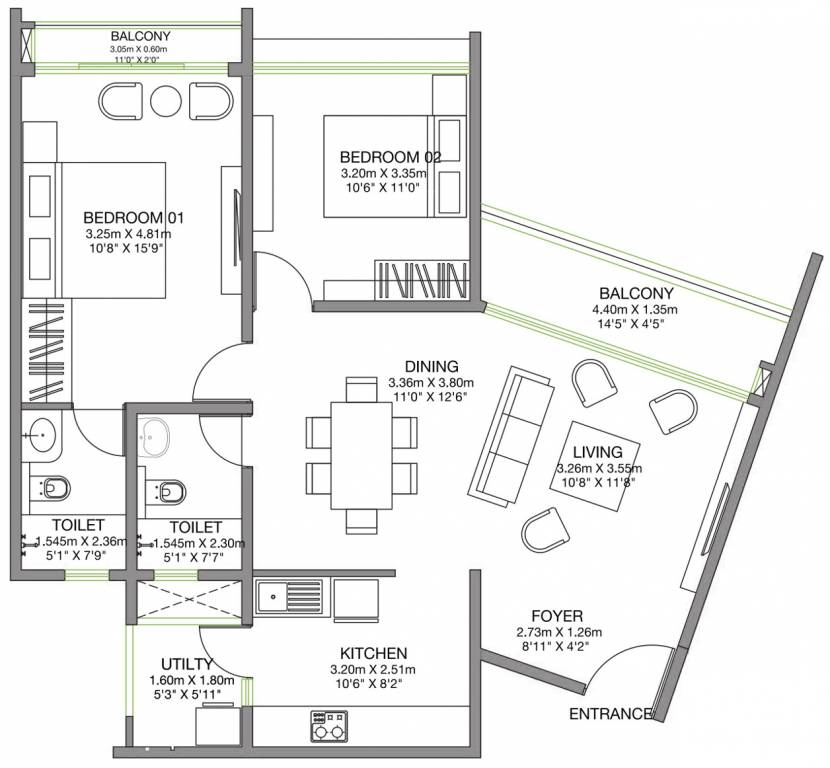 BALCONY
3.05m X 0.60m
11'0" X 2'0"
BEDROOM 02
3.20m X 3.35m
10'6" X 11'0"
BEDROOM 01
3.25m X 4.81m
10'8" X 15'9"
BALCONY
4.40m X 1.35m
14'5" X 4'5"
DINING
3.36m X 3.80m
11'0" X 12'6"
LIVING
3.26m X 3.55m
10'8" X 11'8"
TOILET
1.545m X 2.36m
5'1" X 7'9"
TOILET
1.545m X 2.30m
5'1" X 7'7"
FOYER
2.73m X 1.26m
8'11" X 4'2"
KITCHEN
3.20m X 2.51m
10'6" X 8'2"
UTILTY
1.60m X 1.80m
5'3" X 5'11"
ENTRANCE